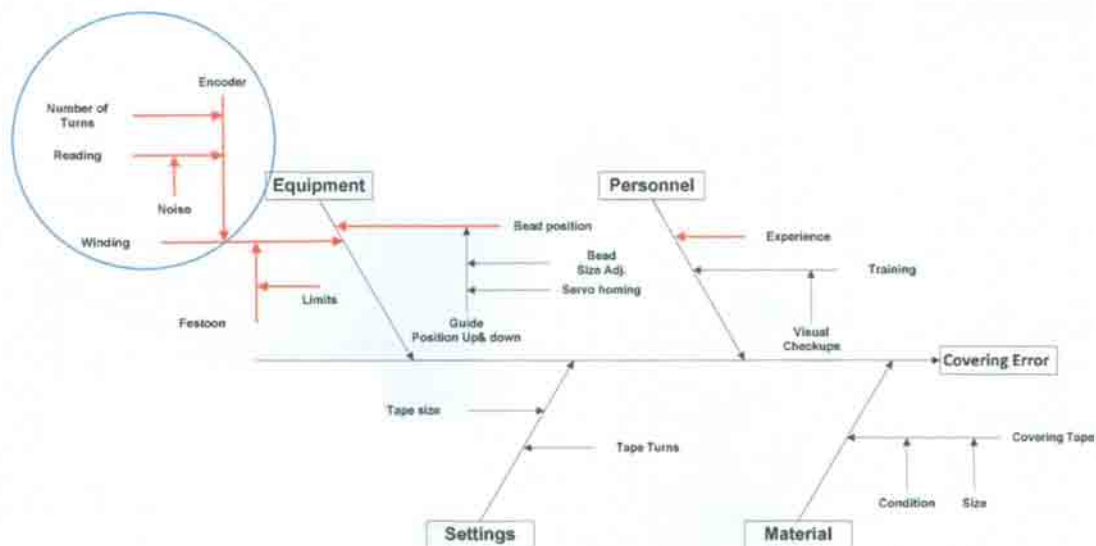 Encoder
Number of
Turns
Reading
Noise
Winding
Limits
Festoon
Equipment
Bead position
Bead
Size Adj.
Servo homing
Guide
Position Up& down
Personnel
Experience
Training
Visual
Checkups
Covering Error
Tape size
Tape Turns
Settings
Covering Tape
Condition
Size
Material